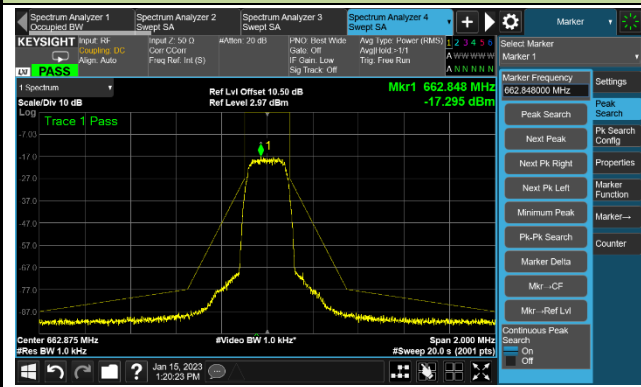 Spectrum Analyzer 1
Occupied BW
Spectrum Analyzer 2
Swept SA
Spectrum Analyzer 3
Swept SA
Spectrum Analyzer 4
Swept SA
Marker
KEYSIGHT
Input: RF
Coupling: DC
Align: Auto
Input Z: 50 Ω
Corr CCorr
Freq Ref: Int (S)
#Atten: 20 dB
PNO: Best Wide
Gate: Off
IF Gain: Low
Sig Track: Off
Avg Type: Power (RMS)
Avg|Hold:>1/1
Trig: Free Run
1 2 3 4 5 6
A W W W W W
A N N N N N
LXI
PASS
Select Marker
Marker 1
1 Spectrum
Scale/Div 10 dB
Ref Lvl Offset 10.50 dB
Ref Level 2.97 dBm
Mkr1 662.848 MHz
-17.295 dBm
Log
Trace 1 Pass
1
-7.03
-17.0
-27.0
-37.0
-47.0
-57.0
-67.0
-77.0
-87.0
Center 662.875 MHz
#Res BW 1.0 kHz
#Video BW 1.0 kHz*
Span 2.000 MHz
#Sweep 20.0 s (2001 pts)
Marker Frequency
662.848000 MHz
Peak Search
Next Peak
Next Pk Right
Next Pk Left
Minimum Peak
Pk-Pk Search
Marker Delta
Mkr→CF
Mkr→Ref Lvl
Continuous Peak
Search
On
Off
Settings
Peak
Search
Pk Search
Config
Properties
Marker
Function
Marker→
Counter
?
Jan 15, 2023
1:20:23 PM